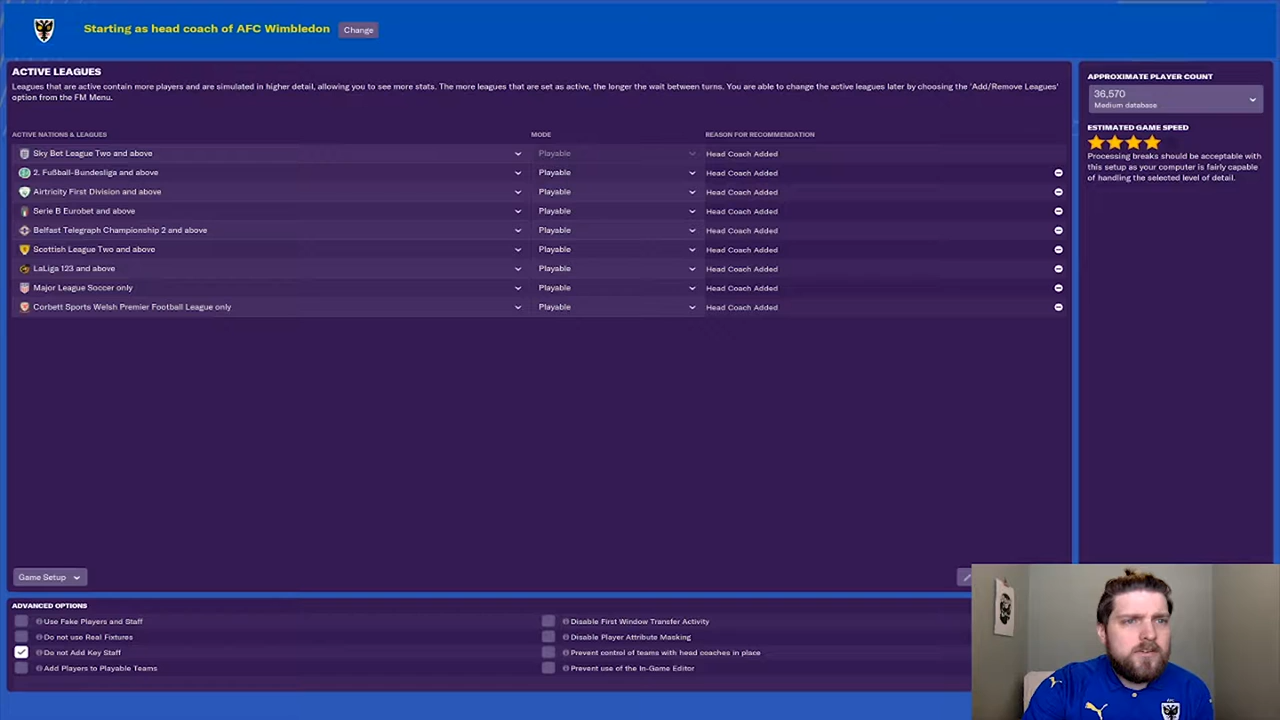 Starting as head coach of AFC Wimbledon Change
ACTIVE LEAGUES
Leagues that are active contain more players and are simulated in higher detail, allowing you to see more stats. The more leagues that are set as active, the longer the wait between turns. You are able to change the active leagues later by choosing the 'Add/Remove Leagues'
option from the FM Menu.
ACTIVE NATIONS & LEAGUES MODE REASON FOR RECOMMENDATION
Sky Bet League Two and above Playable Head Coach Added
2. Fußball-Bundesliga and above Playable Head Coach Added
Airtricity First Division and above Playable Head Coach Added
Serie B Eurobet and above Playable Head Coach Added
Belfast Telegraph Championship 2 and above Playable Head Coach Added
Scottish League Two and above Playable Head Coach Added
LaLiga 123 and above Playable Head Coach Added
Major League Soccer only Playable Head Coach Added
Corbett Sports Welsh Premier Football League only Playable Head Coach Added
Game Setup
APPROXIMATE PLAYER COUNT
36,570
Medium database
ESTIMATED GAME SPEED
Processing breaks should be acceptable with
this setup as your computer is fairly capable
of handling the selected level of detail.
ADVANCED OPTIONS
Use Fake Players and Staff
Do not use Real Fixtures
Do not Add Key Staff
Add Players to Playable Teams
Disable First Window Transfer Activity
Disable Player Attribute Masking
Prevent control of teams with head coaches in place
Prevent use of the In-Game Editor